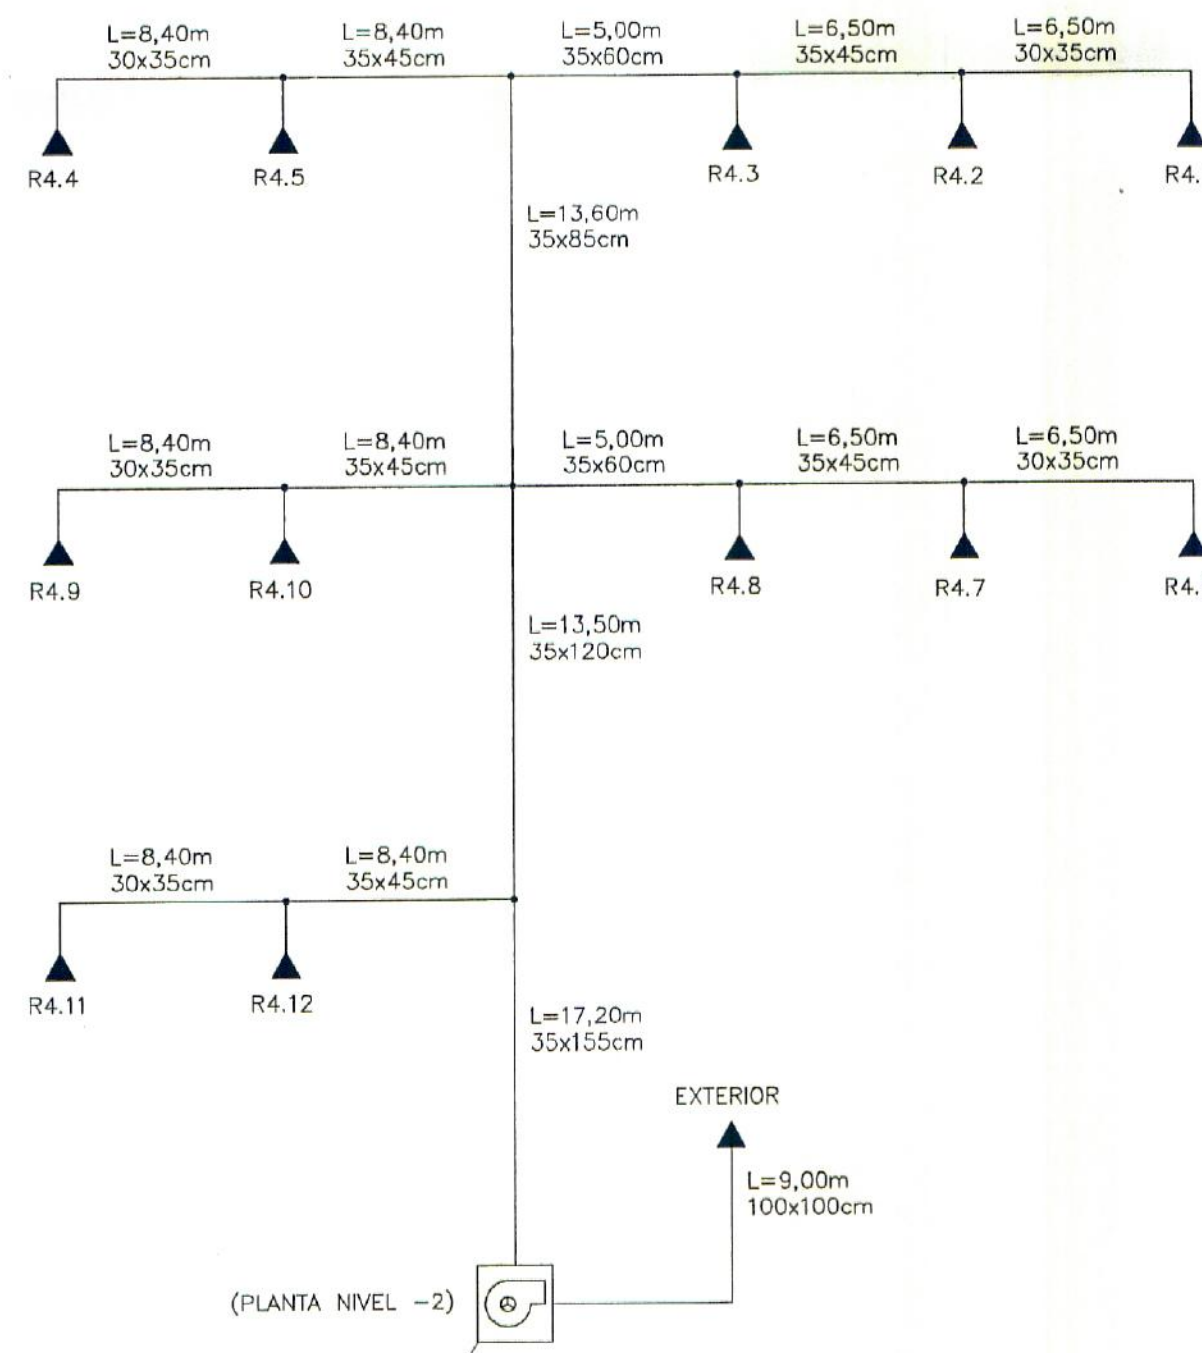 L=8,40m
30x35cm
L=8,40m
35x45cm
L=5,00m
35x60cm
L=6,50m
35x45cm
L=6,50m
30x35cm
R4.4
R4.5
R4.3
R4.2
R4.
L=13,60m
35x85cm
L=8,40m
30x35cm
L=8,40m
35x45cm
L=5,00m
35x60cm
L=6,50m
35x45cm
L=6,50m
30x35cm
R4.9
R4.10
R4.8
R4.7
R4.
L=13,50m
35x120cm
L=8,40m
30x35cm
L=8,40m
35x45cm
R4.11
R4.12
L=17,20m
35x155cm
EXTERIOR
L=9,00m
100x100cm
(PLANTA NIVEL -2)